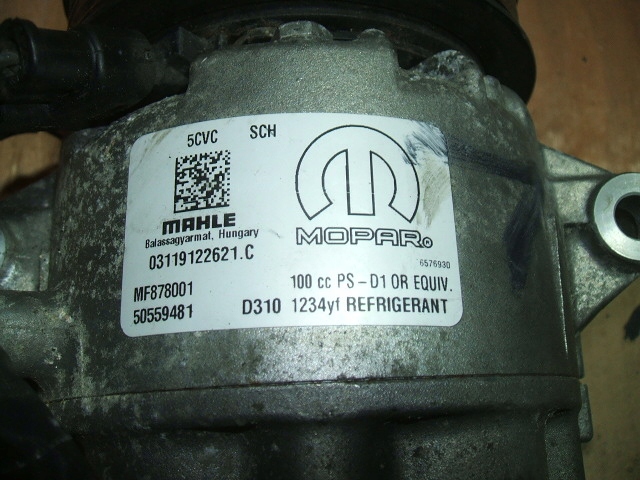 5CVC SCH
MAHLE
Balassagyarmat, Hungary
03119122621.C
MOPAR®
6576930
MF878001
100 cc PS-D1 OR EQUIV.
50559481 D310 1234yf REFRIGERANT